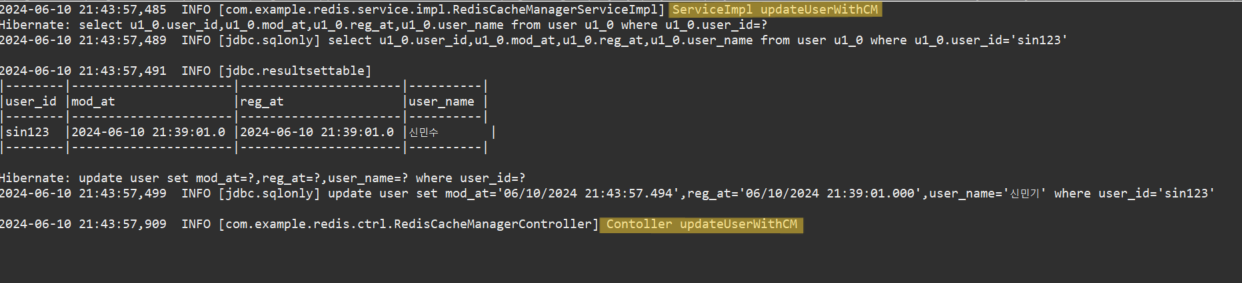 2024-06-10 21:43:57,485  INFO [com.example.redis.service.impl.RedisCacheManagerServiceImpl] ServiceImpl updateUserWithCM
Hibernate: select u1_0.user_id,u1_0.mod_at,u1_0.reg_at,u1_0.user_name from user u1_0 where u1_0.user_id=?
2024-06-10 21:43:57,489  INFO [jdbc.sqlonly] select u1_0.user_id,u1_0.mod_at,u1_0.reg_at,u1_0.user_name from user u1_0 where u1_0.user_id='sin123'
2024-06-10 21:43:57,491  INFO [jdbc.resultsettable]
|--------|----------------------|----------------------|----------|
|user_id |mod_at                |reg_at                |user_name |
|--------|----------------------|----------------------|----------|
|sin123  |2024-06-10 21:39:01.0 |2024-06-10 21:39:01.0 |신민수       |
|--------|----------------------|----------------------|----------|
Hibernate: update user set mod_at=?,reg_at=?,user_name=? where user_id=?
2024-06-10 21:43:57,499  INFO [jdbc.sqlonly] update user set mod_at='06/10/2024 21:43:57.494',reg_at='06/10/2024 21:39:01.000',user_name='신민기' where user_id='sin123'
2024-06-10 21:43:57,909  INFO [com.example.redis.ctrl.RedisCacheManagerController] Contoller updateUserWithCM